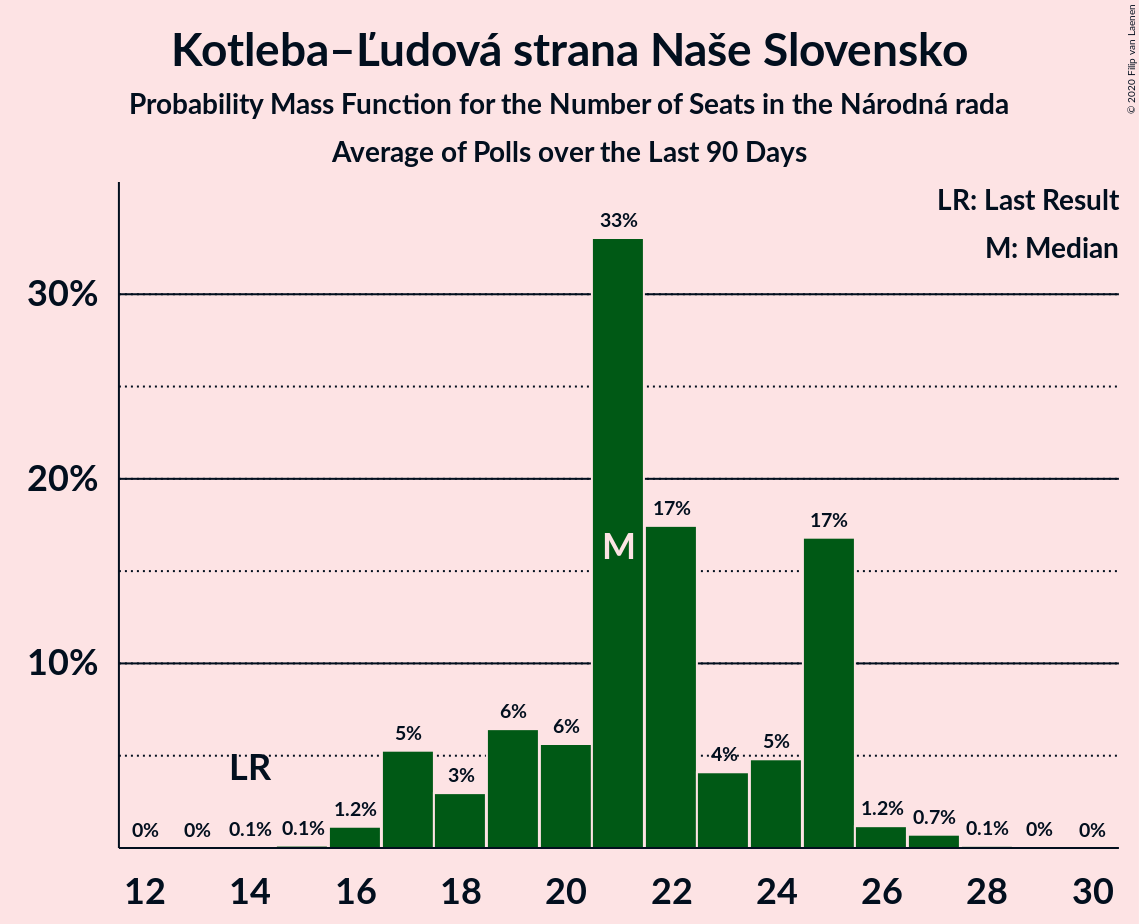 Kotleba–Ľudová strana Naše Slovensko
Probability Mass Function for the Number of Seats in the Národná rada
Average of Polls over the Last 90 Days
© 2020 Filip van Laenen
LR: Last Result
M: Median
30%
20%
10%
0% 0% 0.1% 0.1% 1.2% 5% 3% 6% 6% 33% 17% 4% 5% 17% 1.2% 0.7% 0.1% 0% 0%
LR
M
12 14 16 18 20 22 24 26 28 30